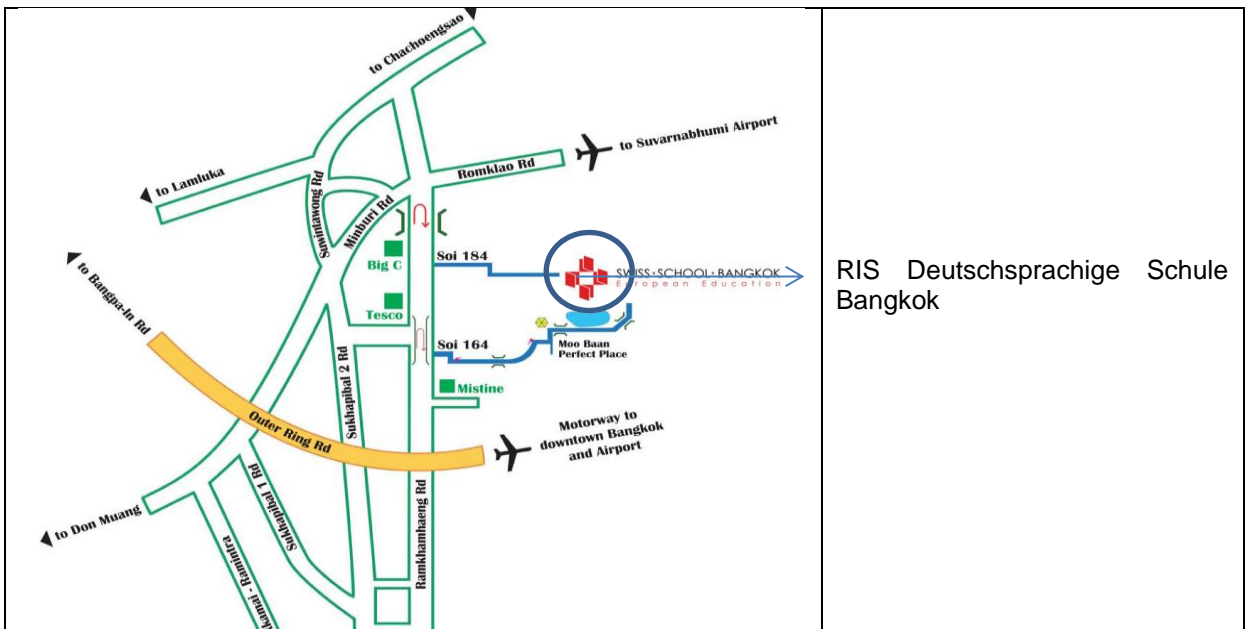 to Chachoengsao
to Suvarnabhumi Airport
Romklao Rd
to Lamluka
Suwintawong Rd
Minburi Rd
Big C
Soi 184
SWISS·SCHOOL·BANGKOK
European Education
RIS Deutschsprachige Schule
Bangkok
to Bangpa-In Rd
Tesco
Soi 164
Moo Baan
Perfect Place
Sukhapibal 2 Rd
Mistine
Outer Ring Rd
Motorway to
downtown Bangkok
and Airport
to Don Muang
Sukhapibal 1 Rd
Ramkhamhaeng Rd
Ramintra